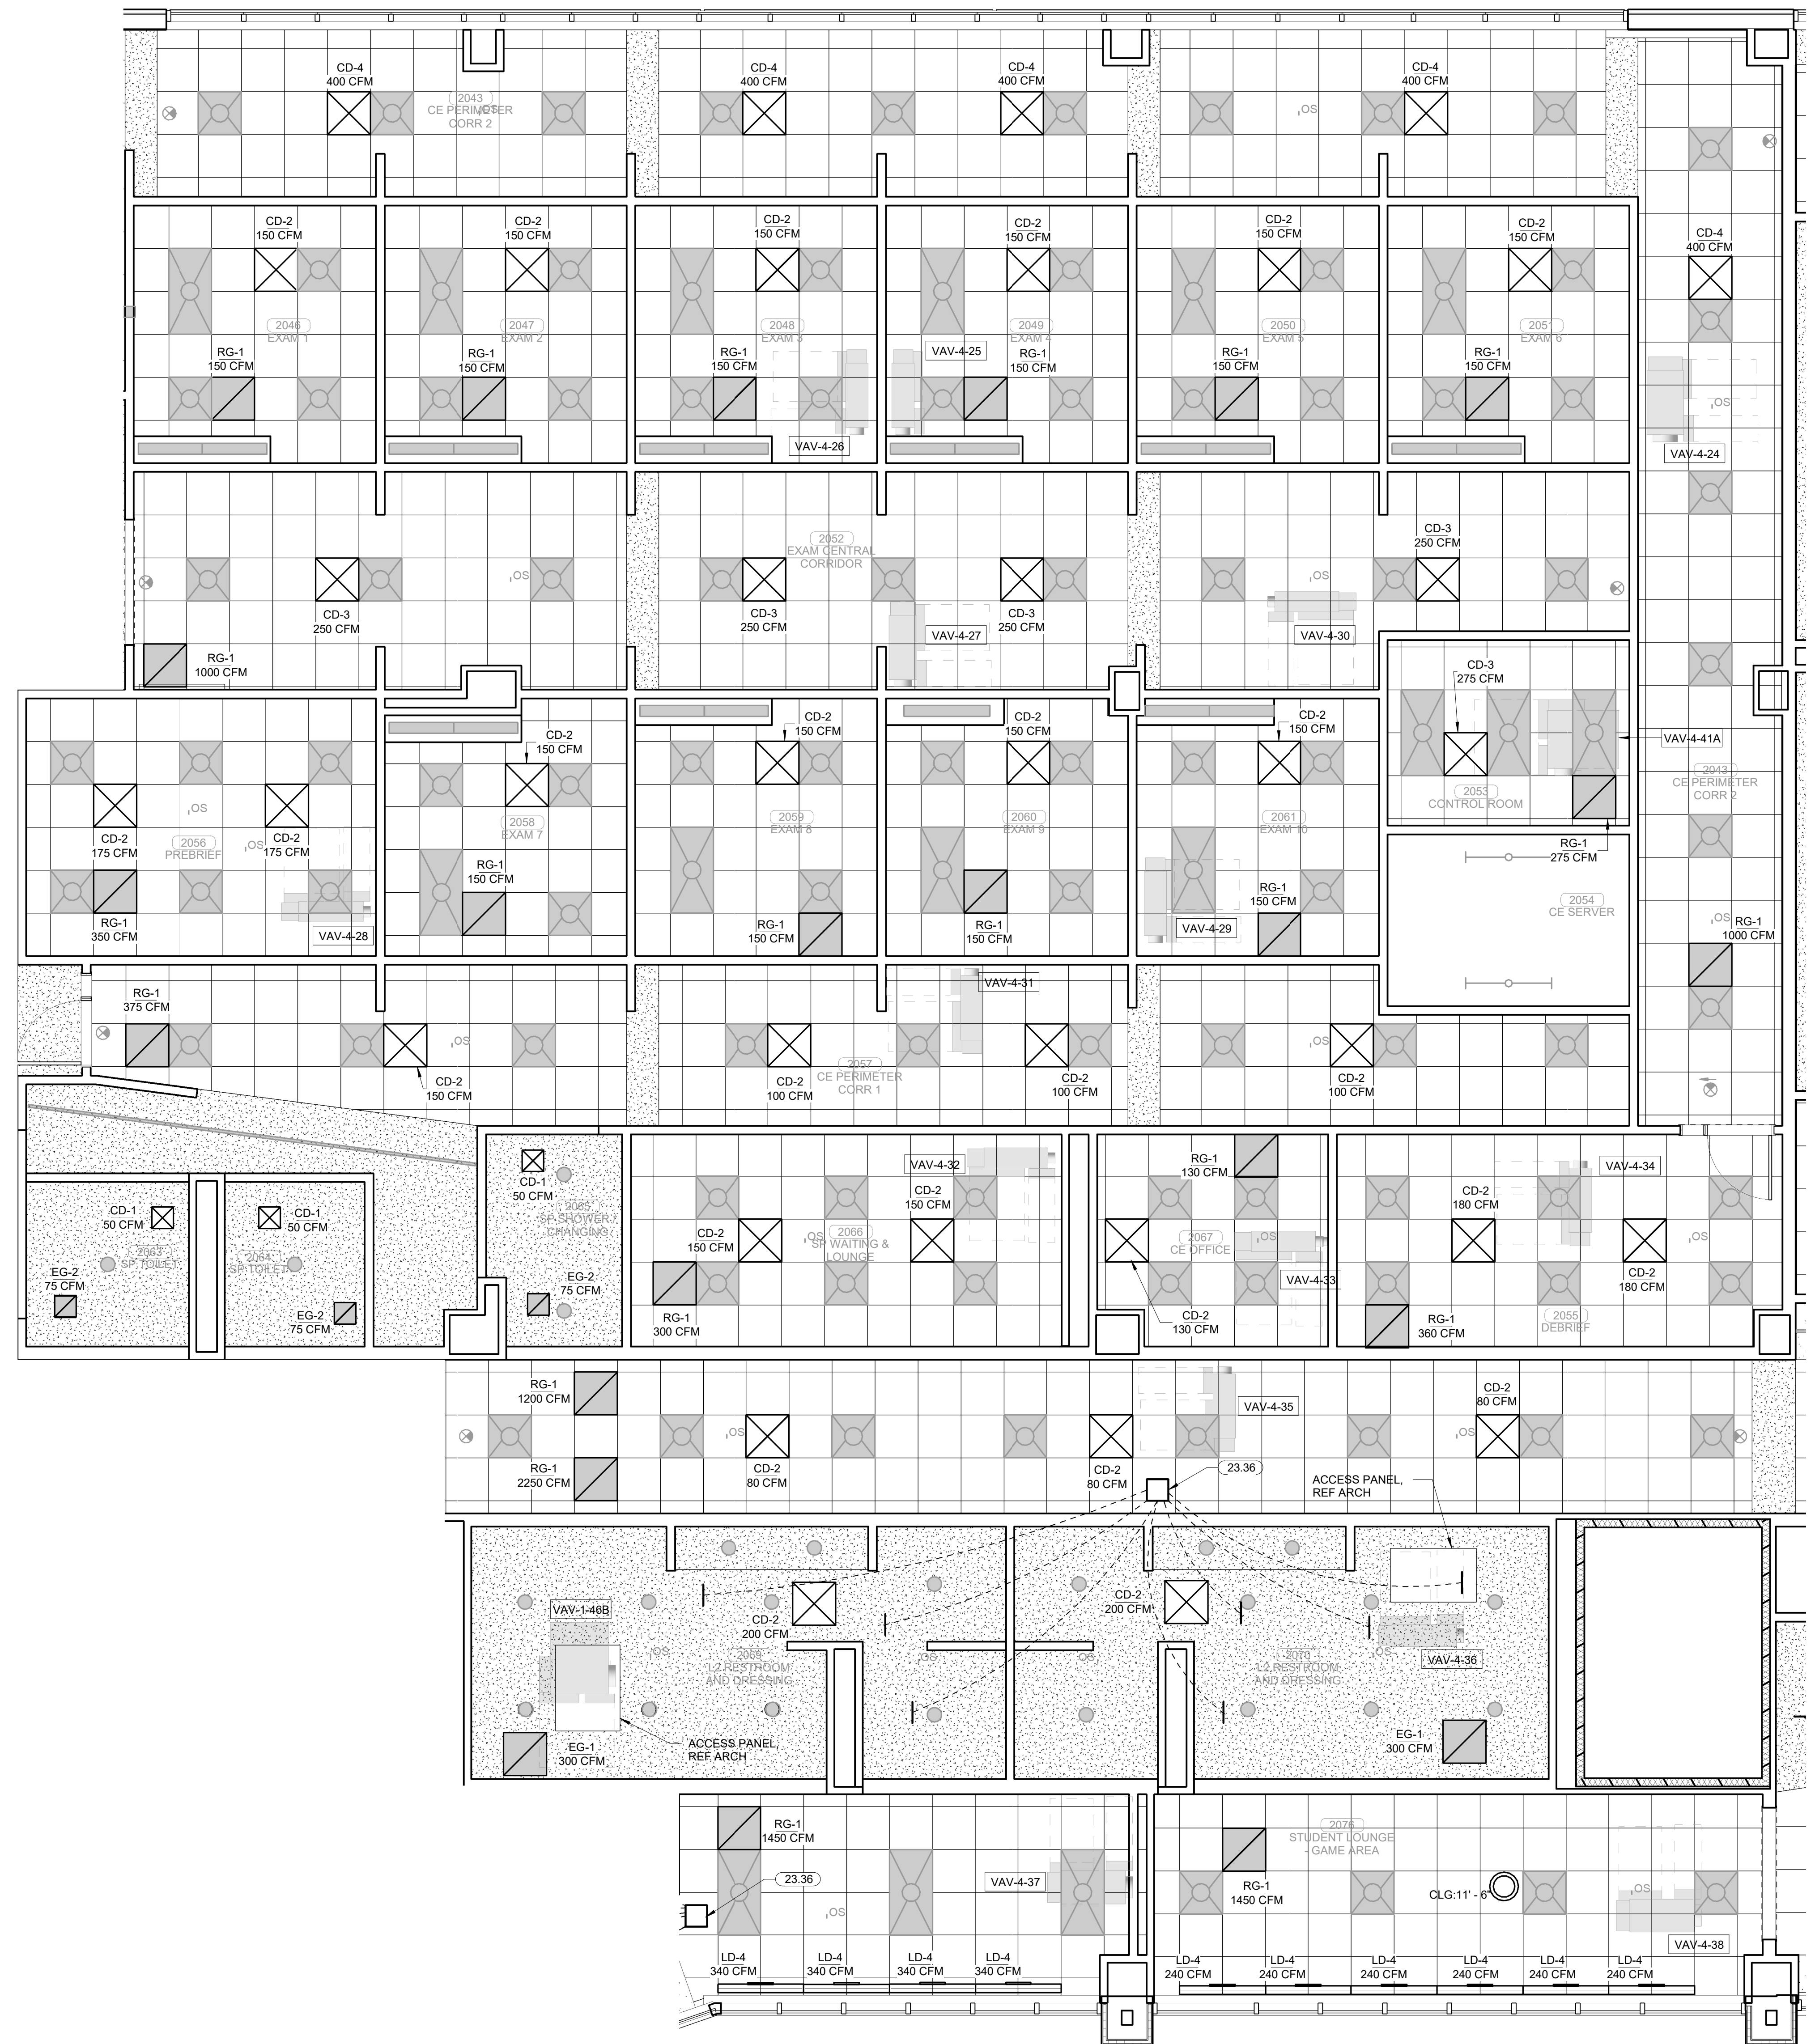 CD-4
400 CFM
CD-4
400 CFM
CD-4
400 CFM
CD-4
400 CFM
2043
CE PERIMETER
CORR 2
OS
OS
CD-2
150 CFM
CD-2
150 CFM
CD-2
150 CFM
CD-2
150 CFM
CD-2
150 CFM
CD-2
150 CFM
CD-4
400 CFM
2046
EXAM 1
2047
EXAM 2
2048
EXAM 3
2049
EXAM 4
2050
EXAM 5
2051
EXAM 6
RG-1
150 CFM
RG-1
150 CFM
RG-1
150 CFM
VAV-4-25
RG-1
150 CFM
RG-1
150 CFM
RG-1
150 CFM
OS
VAV-4-26
VAV-4-24
2052
EXAM CENTRAL
CORRIDOR
CD-3
250 CFM
OS
OS
CD-3
250 CFM
CD-3
250 CFM
CD-3
250 CFM
VAV-4-27
VAV-4-30
RG-1
1000 CFM
CD-3
275 CFM
CD-2
150 CFM
CD-2
150 CFM
CD-2
150 CFM
CD-2
150 CFM
VAV-4-41A
2043
CE PERIMETER
CORR 2
2053
CONTROL ROOM
OS
OS
CD-2
175 CFM
2056
PREBRIEF
CD-2
175 CFM
2058
EXAM 7
2059
EXAM 8
2060
EXAM 9
2061
EXAM 10
RG-1
275 CFM
RG-1
150 CFM
RG-1
150 CFM
2054
CE SERVER
RG-1
350 CFM
VAV-4-28
RG-1
150 CFM
RG-1
150 CFM
VAV-4-29
OS
RG-1
1000 CFM
RG-1
375 CFM
VAV-4-31
OS
OS
CD-2
150 CFM
CD-2
100 CFM
2057
CE PERIMETER
CORR 1
CD-2
100 CFM
CD-2
100 CFM
CD-1
50 CFM
2065
SP SHOWER /
CHANGING
VAV-4-32
RG-1
130 CFM
VAV-4-34
CD-1
50 CFM
CD-1
50 CFM
CD-2
150 CFM
CD-2
180 CFM
2063
SP TOILET
2064
SP TOILET
CD-2
150 CFM
OS
2066
SP WAITING &
LOUNGE
2067
CE OFFICE
OS
OS
EG-2
75 CFM
EG-2
75 CFM
EG-2
75 CFM
VAV-4-33
CD-2
180 CFM
RG-1
300 CFM
CD-2
130 CFM
RG-1
360 CFM
2055
DEBRIEF
RG-1
1200 CFM
VAV-4-35
CD-2
80 CFM
OS
OS
RG-1
2250 CFM
CD-2
80 CFM
CD-2
80 CFM
23.36
ACCESS PANEL,
REF ARCH
VAV-1-46B
CD-2
200 CFM
CD-2
200 CFM
OS
2069
L2 RESTROOM
AND DRESSING
OS
OS
2070
L2 RESTROOM
AND DRESSING
OS
VAV-4-36
EG-1
300 CFM
ACCESS PANEL,
REF ARCH
EG-1
300 CFM
RG-1
1450 CFM
2076
STUDENT LOUNGE
- GAME AREA
23.36
VAV-4-37
RG-1
1450 CFM
CLG:11' - 6"
OS
OS
VAV-4-38
LD-4
340 CFM
LD-4
340 CFM
LD-4
340 CFM
LD-4
340 CFM
LD-4
240 CFM
LD-4
240 CFM
LD-4
240 CFM
LD-4
240 CFM
LD-4
240 CFM
LD-4
240 CFM